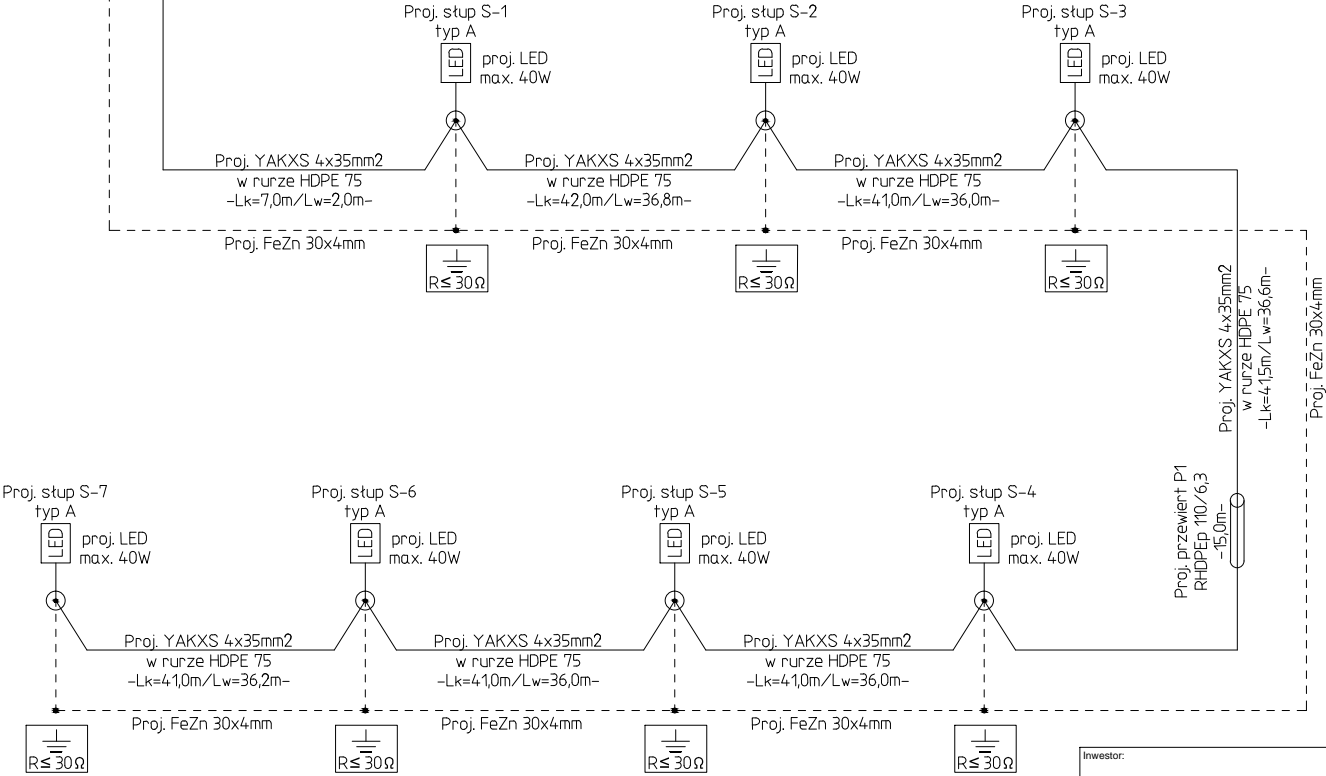 Proj. słup S-1
typ A
LED
proj. LED
max. 40W
Proj. słup S-2
typ A
LED
proj. LED
max. 40W
Proj. słup S-3
typ A
LED
proj. LED
max. 40W
Proj. YAKXS 4x35mm2
w rurze HDPE 75
-Lk=7,0m/Lw=2,0m-
Proj. YAKXS 4x35mm2
w rurze HDPE 75
-Lk=42,0m/Lw=36,8m-
Proj. YAKXS 4x35mm2
w rurze HDPE 75
-Lk=41,0m/Lw=36,0m-
Proj. FeZn 30x4mm
Proj. FeZn 30x4mm
Proj. FeZn 30x4mm
R≤30Ω
R≤30Ω
R≤30Ω
Proj. YAKXS 4x35mm2
w rurze HDPE 75
-Lk=41,5m/Lw=36,6m-
Proj. FeZn 30x4mm
Proj. przewiert P1
RHDPEp 110/6,3
-15,0m-
Proj. słup S-7
typ A
LED
proj. LED
max. 40W
Proj. słup S-6
typ A
LED
proj. LED
max. 40W
Proj. słup S-5
typ A
LED
proj. LED
max. 40W
Proj. słup S-4
typ A
LED
proj. LED
max. 40W
Proj. YAKXS 4x35mm2
w rurze HDPE 75
-Lk=41,0m/Lw=36,2m-
Proj. YAKXS 4x35mm2
w rurze HDPE 75
-Lk=41,0m/Lw=36,0m-
Proj. YAKXS 4x35mm2
w rurze HDPE 75
-Lk=41,0m/Lw=36,0m-
Proj. FeZn 30x4mm
Proj. FeZn 30x4mm
Proj. FeZn 30x4mm
R≤30Ω
R≤30Ω
R≤30Ω
R≤30Ω
Inwestor: